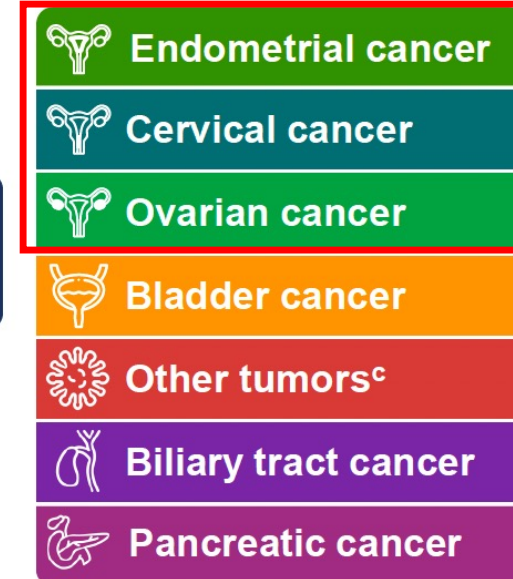 Endometrial cancer
Cervical cancer
Ovarian cancer
Bladder cancer
Other tumorsᶜ
Biliary tract cancer
Pancreatic cancer